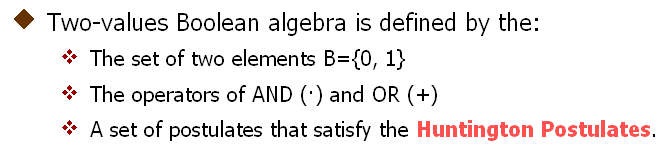 Two-values Boolean algebra is defined by the:
The set of two elements B={0, 1}
The operators of AND (·) and OR (+)
A set of postulates that satisfy the Huntington Postulates.